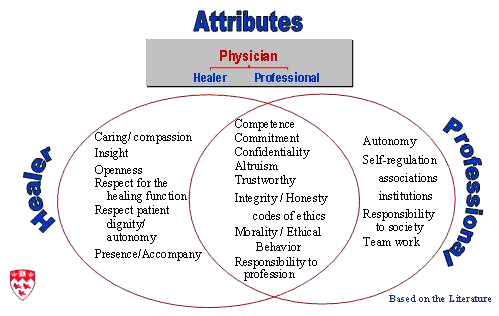 Attributes
Physician
Healer Professional
Healer
Caring/ compassion
Insight
Openness
Respect for the
healing function
Respect patient
dignity/
autonomy
Presence/Accompany
Competence
Commitment
Confidentiality
Altruism
Trustworthy
Integrity / Honesty
codes of ethics
Morality / Ethical
Behavior
Responsibility to
profession
Autonomy
Self-regulation
associations
institutions
Responsibility
to society
Team work
Professional
Based on the Literature